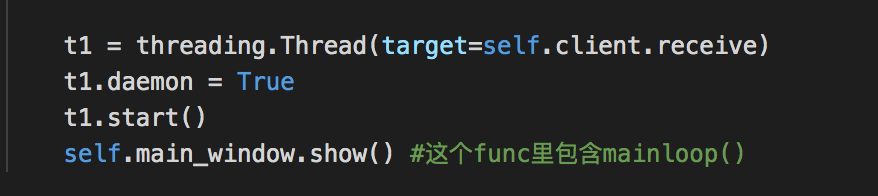 t1 = threading.Thread(target=self.client.receive)
t1.daemon = True
t1.start()
self.main_window.show() #这个func里包含mainloop()